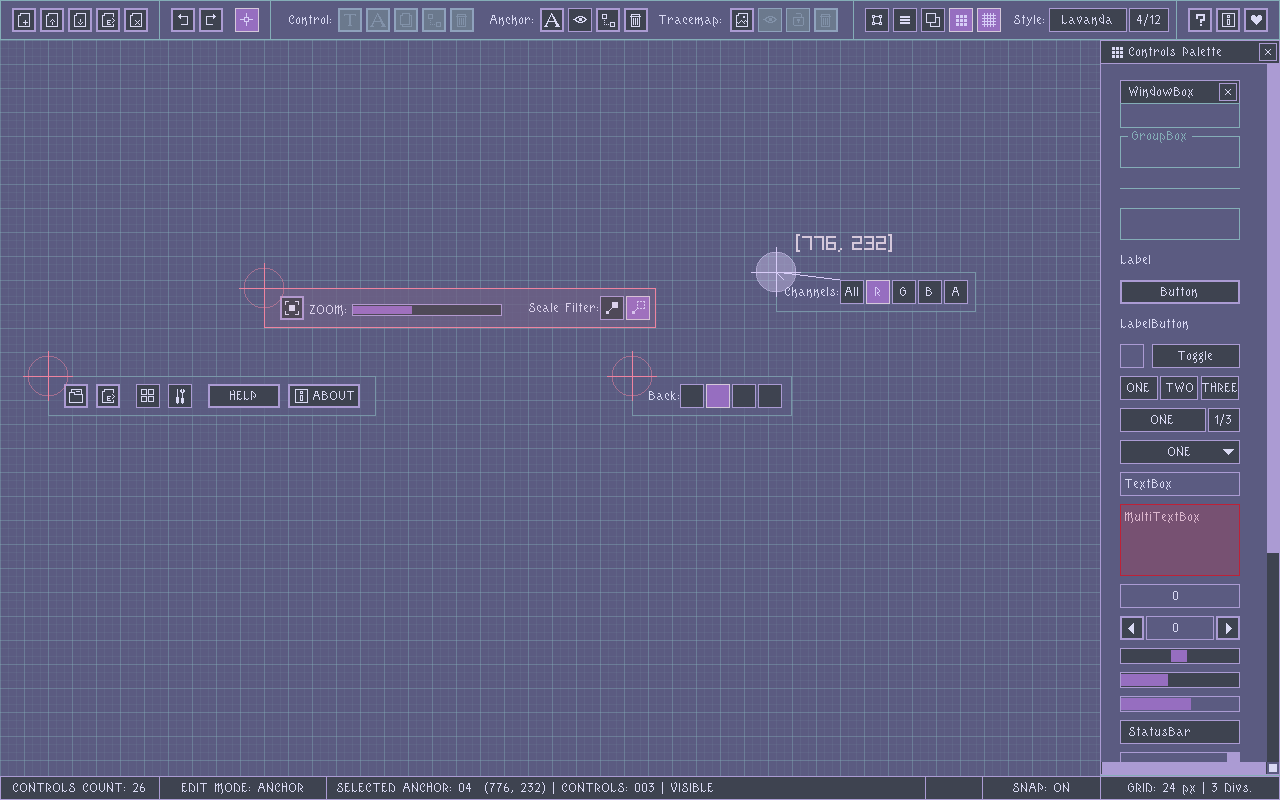 Control: T A Anchor: A Tracemap: Style: Lavanda 4/12 ?
Controls Palette
WindowBox
GroupBox
[776, 232]
Label
Channels: All R G B A
Button
ZOOM: Scale Filter:
LabelButton
Toggle
HELP ABOUT
Back:
ONE TWO THREE
ONE 1/3
ONE
TextBox
MultiTextBox
0
0
StatusBar
CONTROLS COUNT: 26 EDIT MODE: ANCHOR SELECTED ANCHOR: 04 (776, 232) | CONTROLS: 003 | VISIBLE SNAP: ON GRID: 24 px | 3 Divs.